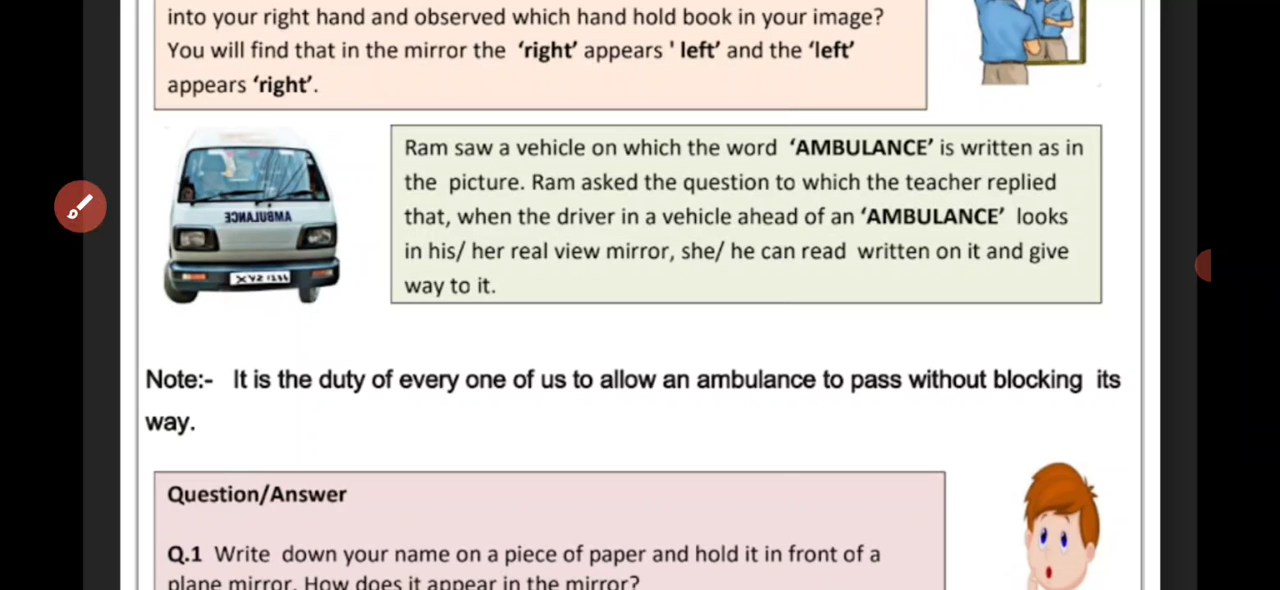 into your right hand and observed which hand hold book in your image?
You will find that in the mirror the ‘right’ appears ' left’ and the ‘left’
appears ‘right’.
Ram saw a vehicle on which the word ‘AMBULANCE’ is written as in
the picture. Ram asked the question to which the teacher replied
that, when the driver in a vehicle ahead of an ‘AMBULANCE’ looks
in his/ her real view mirror, she/ he can read written on it and give
way to it.
AMBULANCE
XYZ 1234
Note:- It is the duty of every one of us to allow an ambulance to pass without blocking its
way.
Question/Answer
Q.1 Write down your name on a piece of paper and hold it in front of a
plane mirror. How does it appear in the mirror?